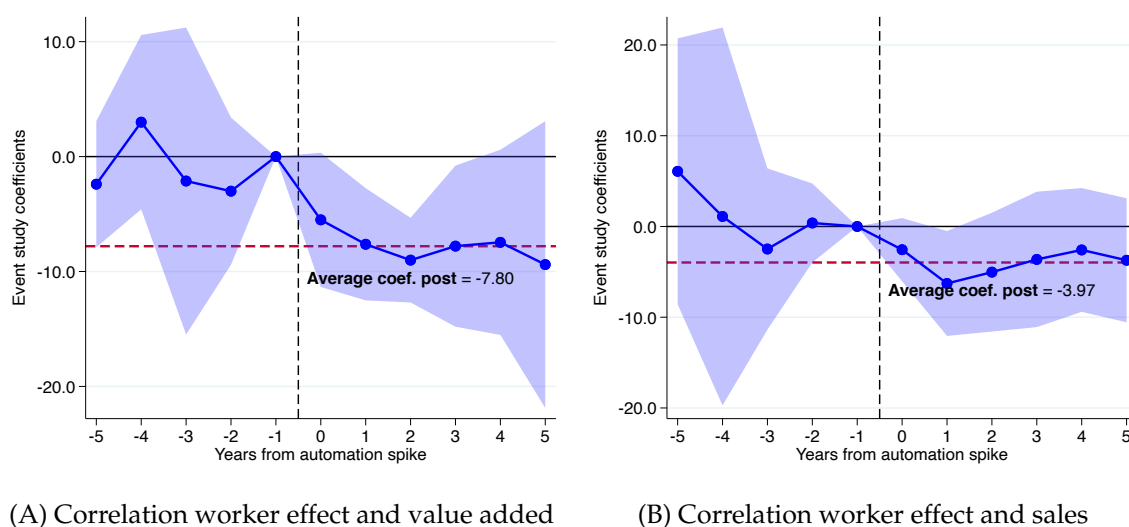 10.0
0.0
-10.0
-20.0
Event study coefficients
Average coef. post = -7.80
-5 -4 -3 -2 -1 0 1 2 3 4 5
Years from automation spike
(A) Correlation worker effect and value added
20.0
10.0
0.0
-10.0
-20.0
Event study coefficients
Average coef. post = -3.97
-5 -4 -3 -2 -1 0 1 2 3 4 5
Years from automation spike
(B) Correlation worker effect and sales